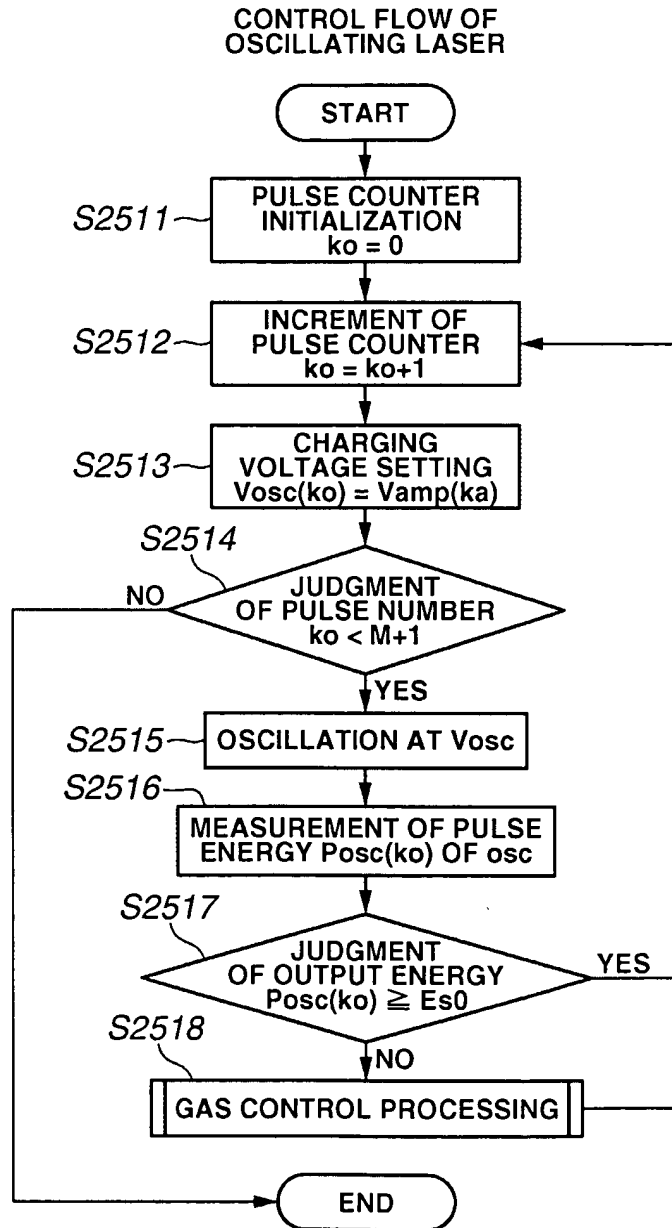 CONTROL FLOW OF
OSCILLATING LASER
START
S2511
PULSE COUNTER
INITIALIZATION
ko = 0
S2512
INCREMENT OF
PULSE COUNTER
ko = ko+1
S2513
CHARGING
VOLTAGE SETTING
Vosc(ko) = Vamp(ka)
S2514
NO
JUDGMENT
OF PULSE NUMBER
ko < M+1
YES
S2515
OSCILLATION AT Vosc
S2516
MEASUREMENT OF PULSE
ENERGY Posc(ko) OF osc
S2517
JUDGMENT
OF OUTPUT ENERGY
Posc(ko) ≧ Es0
YES
NO
S2518
GAS CONTROL PROCESSING
END